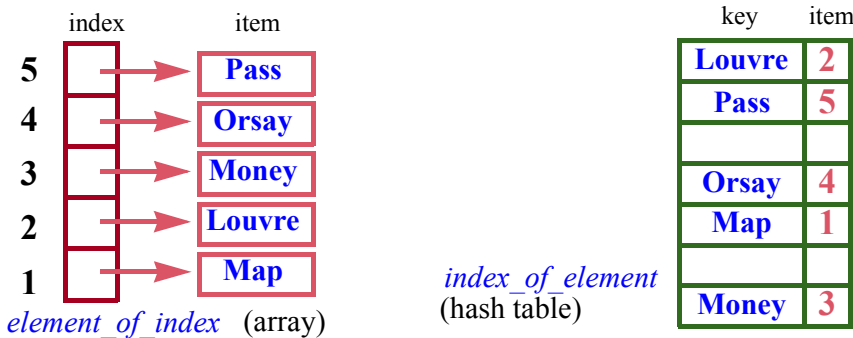 index item
5 Pass
4 Orsay
3 Money
2 Louvre
1 Map
element_of_index (array)
key item
Louvre 2
Pass 5
Orsay 4
Map 1
Money 3
index_of_element
(hash table)